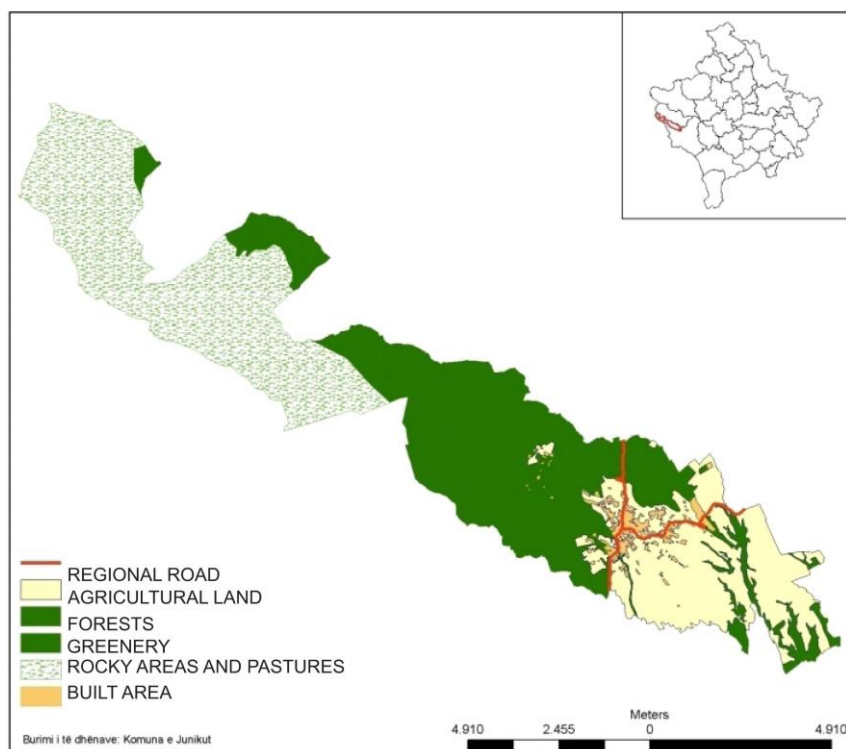 REGIONAL ROAD
AGRICULTURAL LAND
FORESTS
GREENERY
ROCKY AREAS AND PASTURES
BUILT AREA
Meters
4.910 2.455 0 4.910
Burimi i të dhënave: Komuna e Junikut